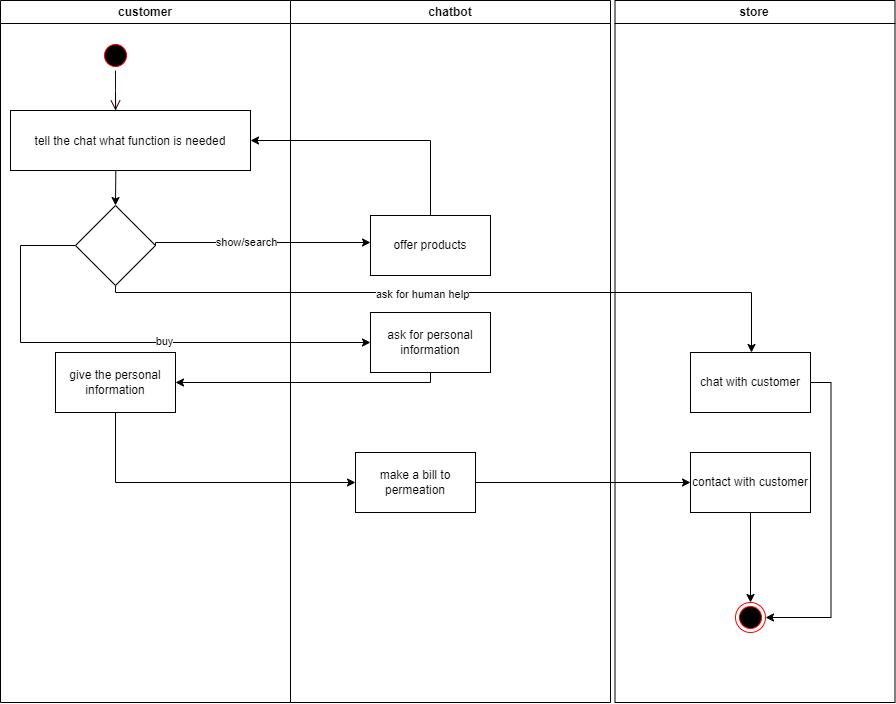 customer
chatbot
store
tell the chat what function is needed
show/search
offer products
ask for human help
buy
ask for personal
information
give the personal
information
chat with customer
make a bill to
permeation
contact with customer